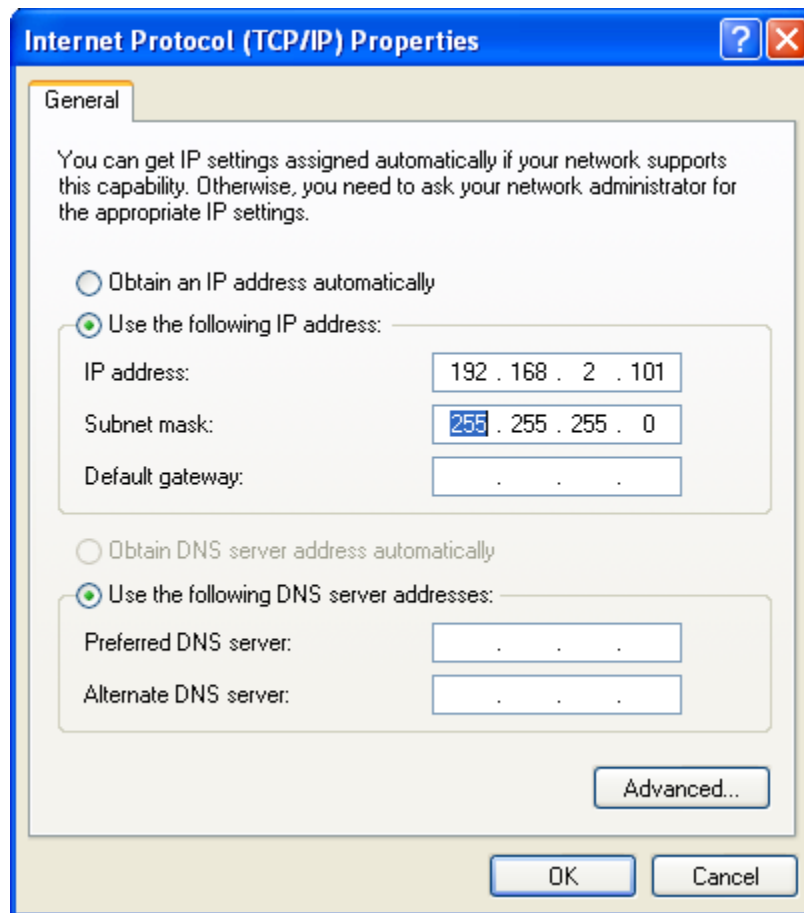 Internet Protocol (TCP/IP) Properties
General
You can get IP settings assigned automatically if your network supports
this capability. Otherwise, you need to ask your network administrator for
the appropriate IP settings.
Obtain an IP address automatically
Use the following IP address:
IP address: 192 . 168 . 2 . 101
Subnet mask: 255 . 255 . 255 . 0
Default gateway: . . .
Obtain DNS server address automatically
Use the following DNS server addresses:
Preferred DNS server: . . .
Alternate DNS server: . . .
Advanced...
OK Cancel